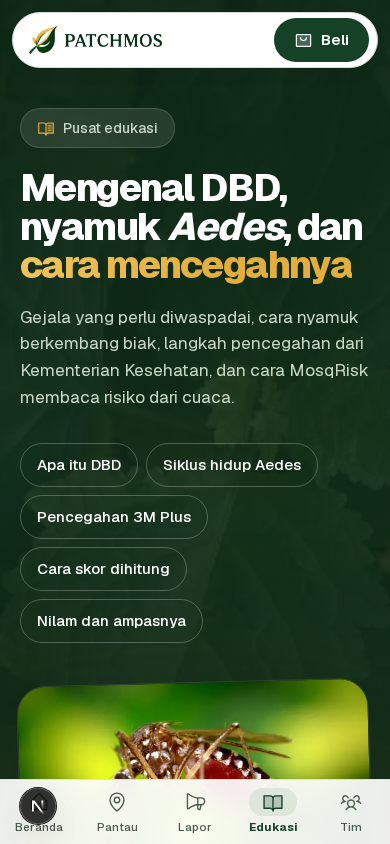 PATCHMOS
Beli
Pusat edukasi
Mengenal DBD,
nyamuk Aedes, dan
cara mencegahnya
Gejala yang perlu diwaspadai, cara nyamuk
berkembang biak, langkah pencegahan dari
Kementerian Kesehatan, dan cara MosqRisk
membaca risiko dari cuaca.
Apa itu DBD
Siklus hidup Aedes
Pencegahan 3M Plus
Cara skor dihitung
Nilam dan ampasnya
N
Beranda
Pantau
Lapor
Edukasi
Tim